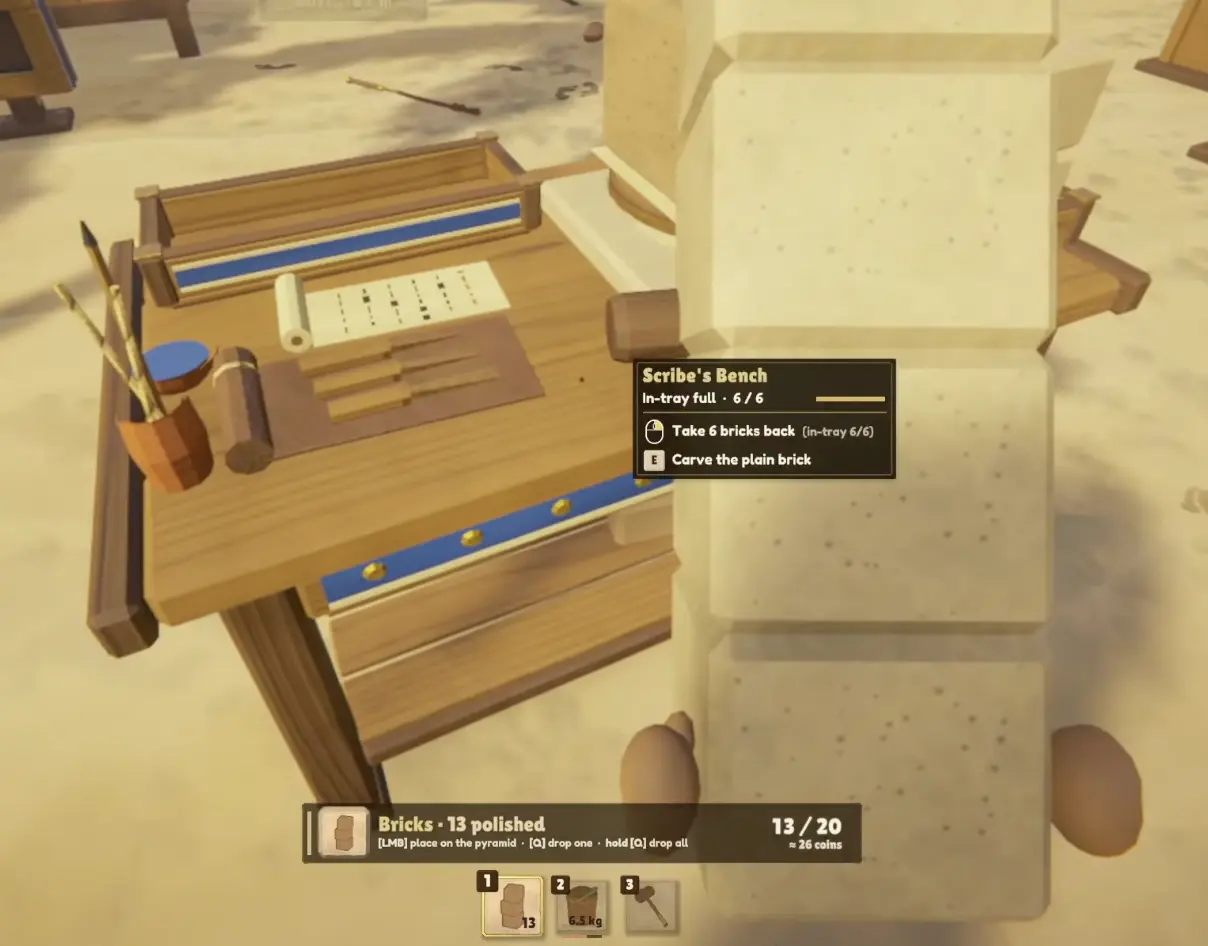 Scribe's Bench
In-tray full · 6 / 6
Take 6 bricks back (in-tray 6/6)
E Carve the plain brick
Bricks · 13 polished
[LMB] place on the pyramid · [Q] drop one · hold [Q] drop all
13 / 20
≈ 26 coins
1 2 3
13 6.5 kg